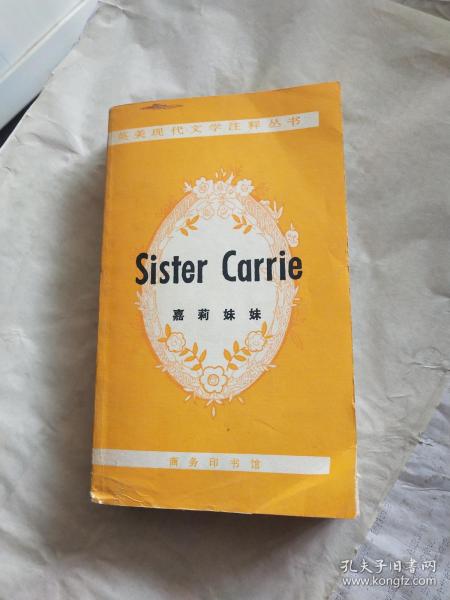 英美现代文学注释丛书
Sister Carrie
嘉莉妹妹
商务印书馆
孔夫子旧书网
www.kongfz.com